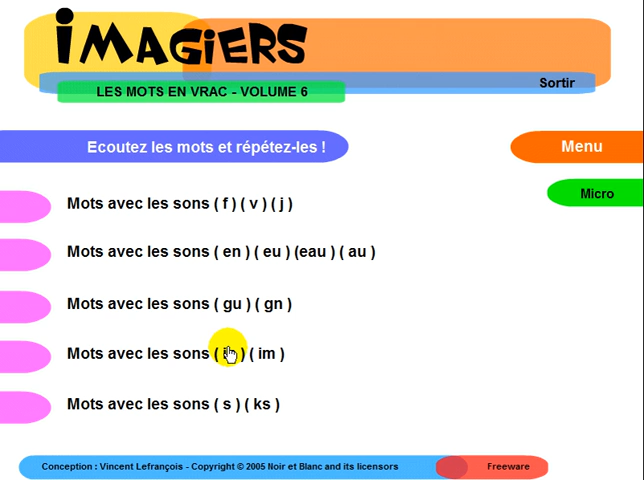 iMAGiERS
Sortir
LES MOTS EN VRAC - VOLUME 6
Ecoutez les mots et répétez-les !
Menu
Micro
Mots avec les sons ( f ) ( v ) ( j )
Mots avec les sons ( en ) ( eu ) (eau ) ( au )
Mots avec les sons ( gu ) ( gn )
Mots avec les sons ( ) ( im )
Mots avec les sons ( s ) ( ks )
Conception : Vincent Lefrançois - Copyright © 2005 Noir et Blanc and its licensors
Freeware